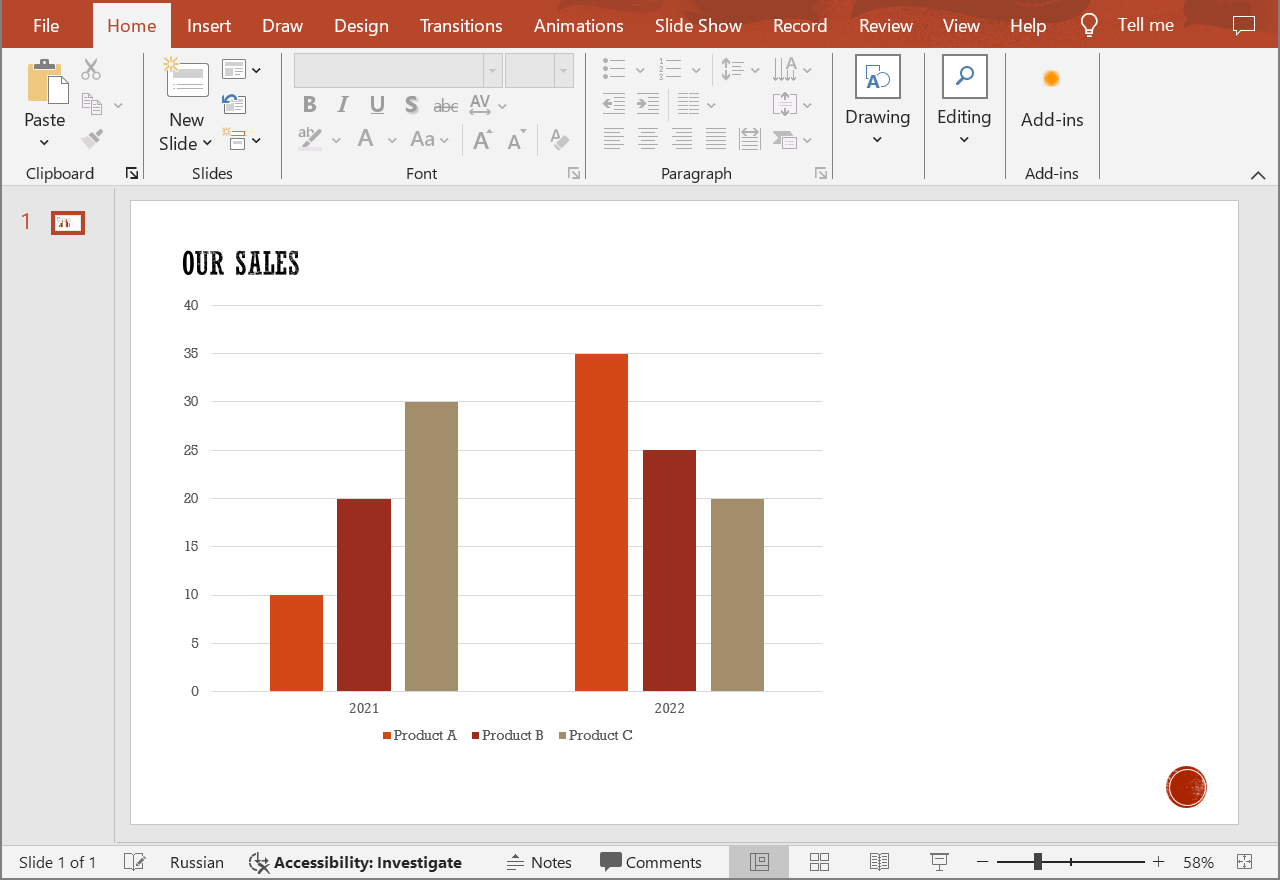 File Home Insert Draw Design Transitions Animations Slide Show Record Review View Help Tell me
Paste
New
Slide
B I U S abc AV
A Aa A A
Drawing
Editing
Add-ins
Clipboard Slides Font Paragraph Add-ins
1
OUR SALES
40
35
30
25
20
15
10
5
0
2021 2022
Product A Product B Product C
Slide 1 of 1 Russian Accessibility: Investigate Notes Comments 58%